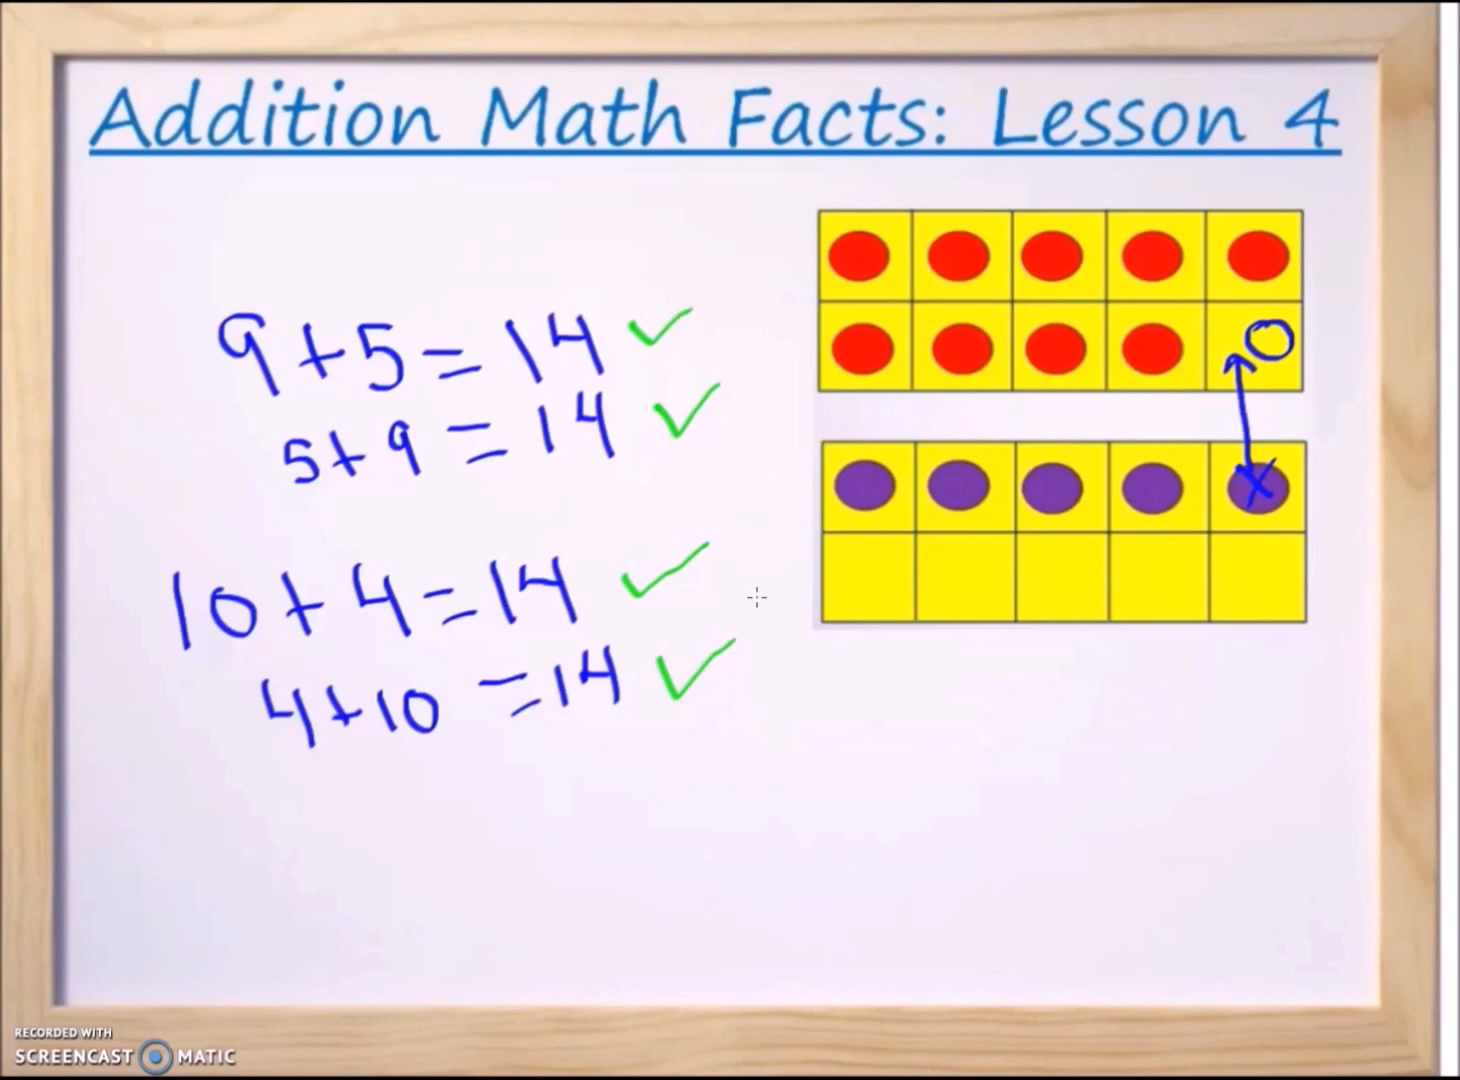 Addition Math Facts: Lesson 4
9+5=14 ✓
5+9=14 ✓
10+4=14 ✓
4+10=14 ✓
RECORDED WITH
SCREENCAST MATIC